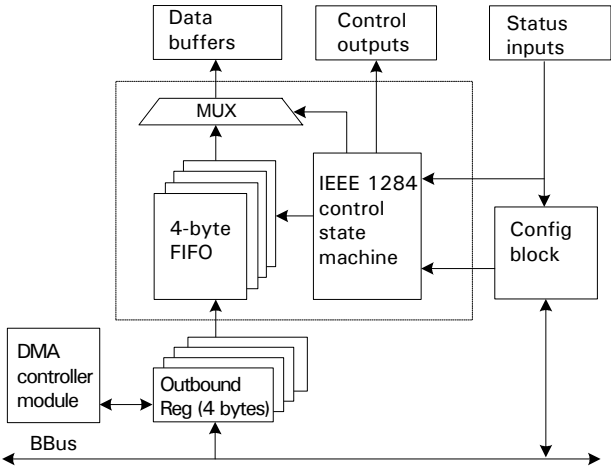 Data
buffers
Control
outputs
Status
inputs
MUX
IEEE 1284
control
state
machine
4-byte
FIFO
Config
block
DMA
controller
module
Outbound
Reg (4 bytes)
BBus